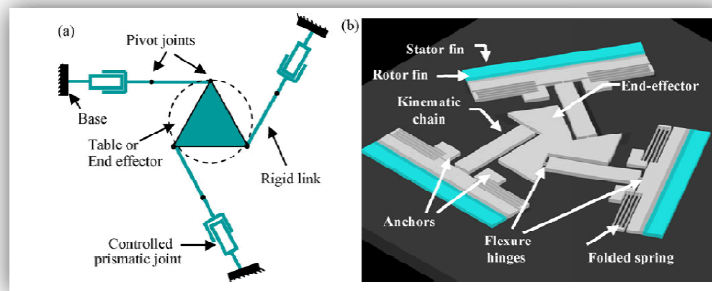 (a)
Pivot joints
Base
Table or
End effector
Rigid link
Controlled
prismatic joint
(b)
Stator fin
Rotor fin
End-effector
Kinematic
chain
Anchors
Flexure
hinges
Folded spring